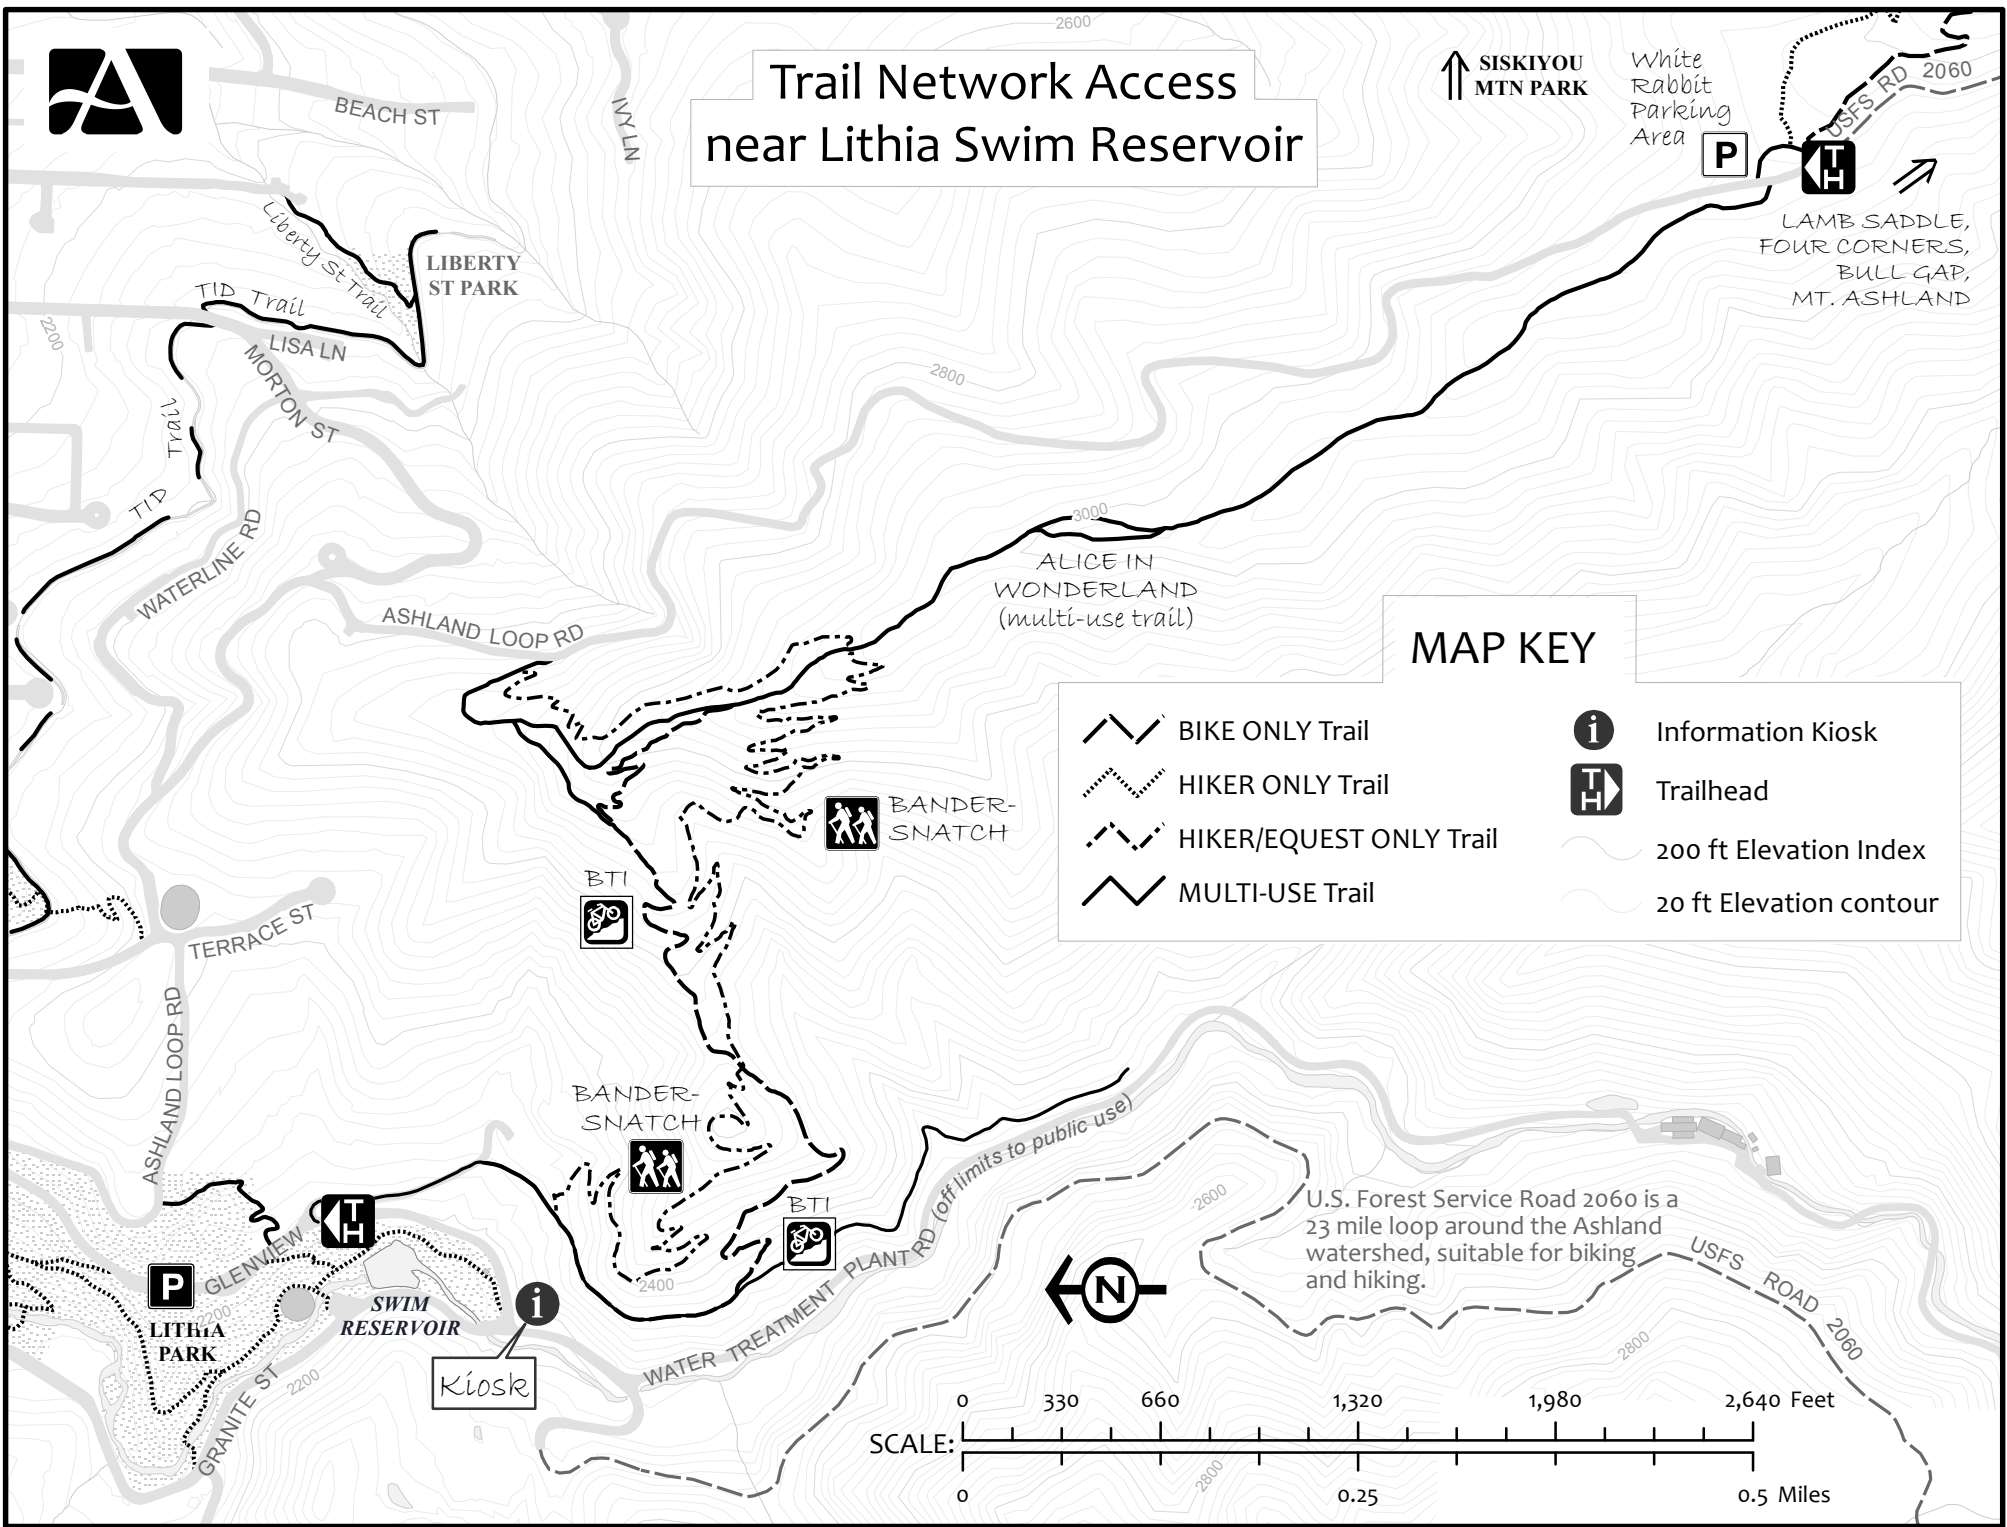 2600
Trail Network Access
near Lithia Swim Reservoir
SISKIYOU
MTN PARK
White
Rabbit
Parking
Area
P
USFS RD 2060
TH
LAMB SADDLE,
FOUR CORNERS,
BULL GAP,
MT. ASHLAND
BEACH ST
IVY LN
Liberty St Trail
LIBERTY
ST PARK
TID Trail
LISA LN
2200
MORTON ST
TID Trail
WATERLINE RD
2800
3000
ALICE IN
WONDERLAND
(multi-use trail)
ASHLAND LOOP RD
MAP KEY
BIKE ONLY Trail
HIKER ONLY Trail
HIKER/EQUEST ONLY Trail
MULTI-USE Trail
i
Information Kiosk
TH
Trailhead
200 ft Elevation Index
20 ft Elevation contour
BANDER-
SNATCH
BTI
TERRACE ST
ASHLAND LOOP RD
BANDER-
SNATCH
BTI
2400
WATER TREATMENT PLANT RD (off limits to public use)
TH
GLENVIEW
P
2200
LITHIA
PARK
SWIM
RESERVOIR
i
Kiosk
GRANITE ST
2200
N
2600
U.S. Forest Service Road 2060 is a
23 mile loop around the Ashland
watershed, suitable for biking
and hiking.
USFS ROAD 2060
2800
2800
0 330 660 1,320 1,980 2,640 Feet
SCALE:
0 0.25 0.5 Miles